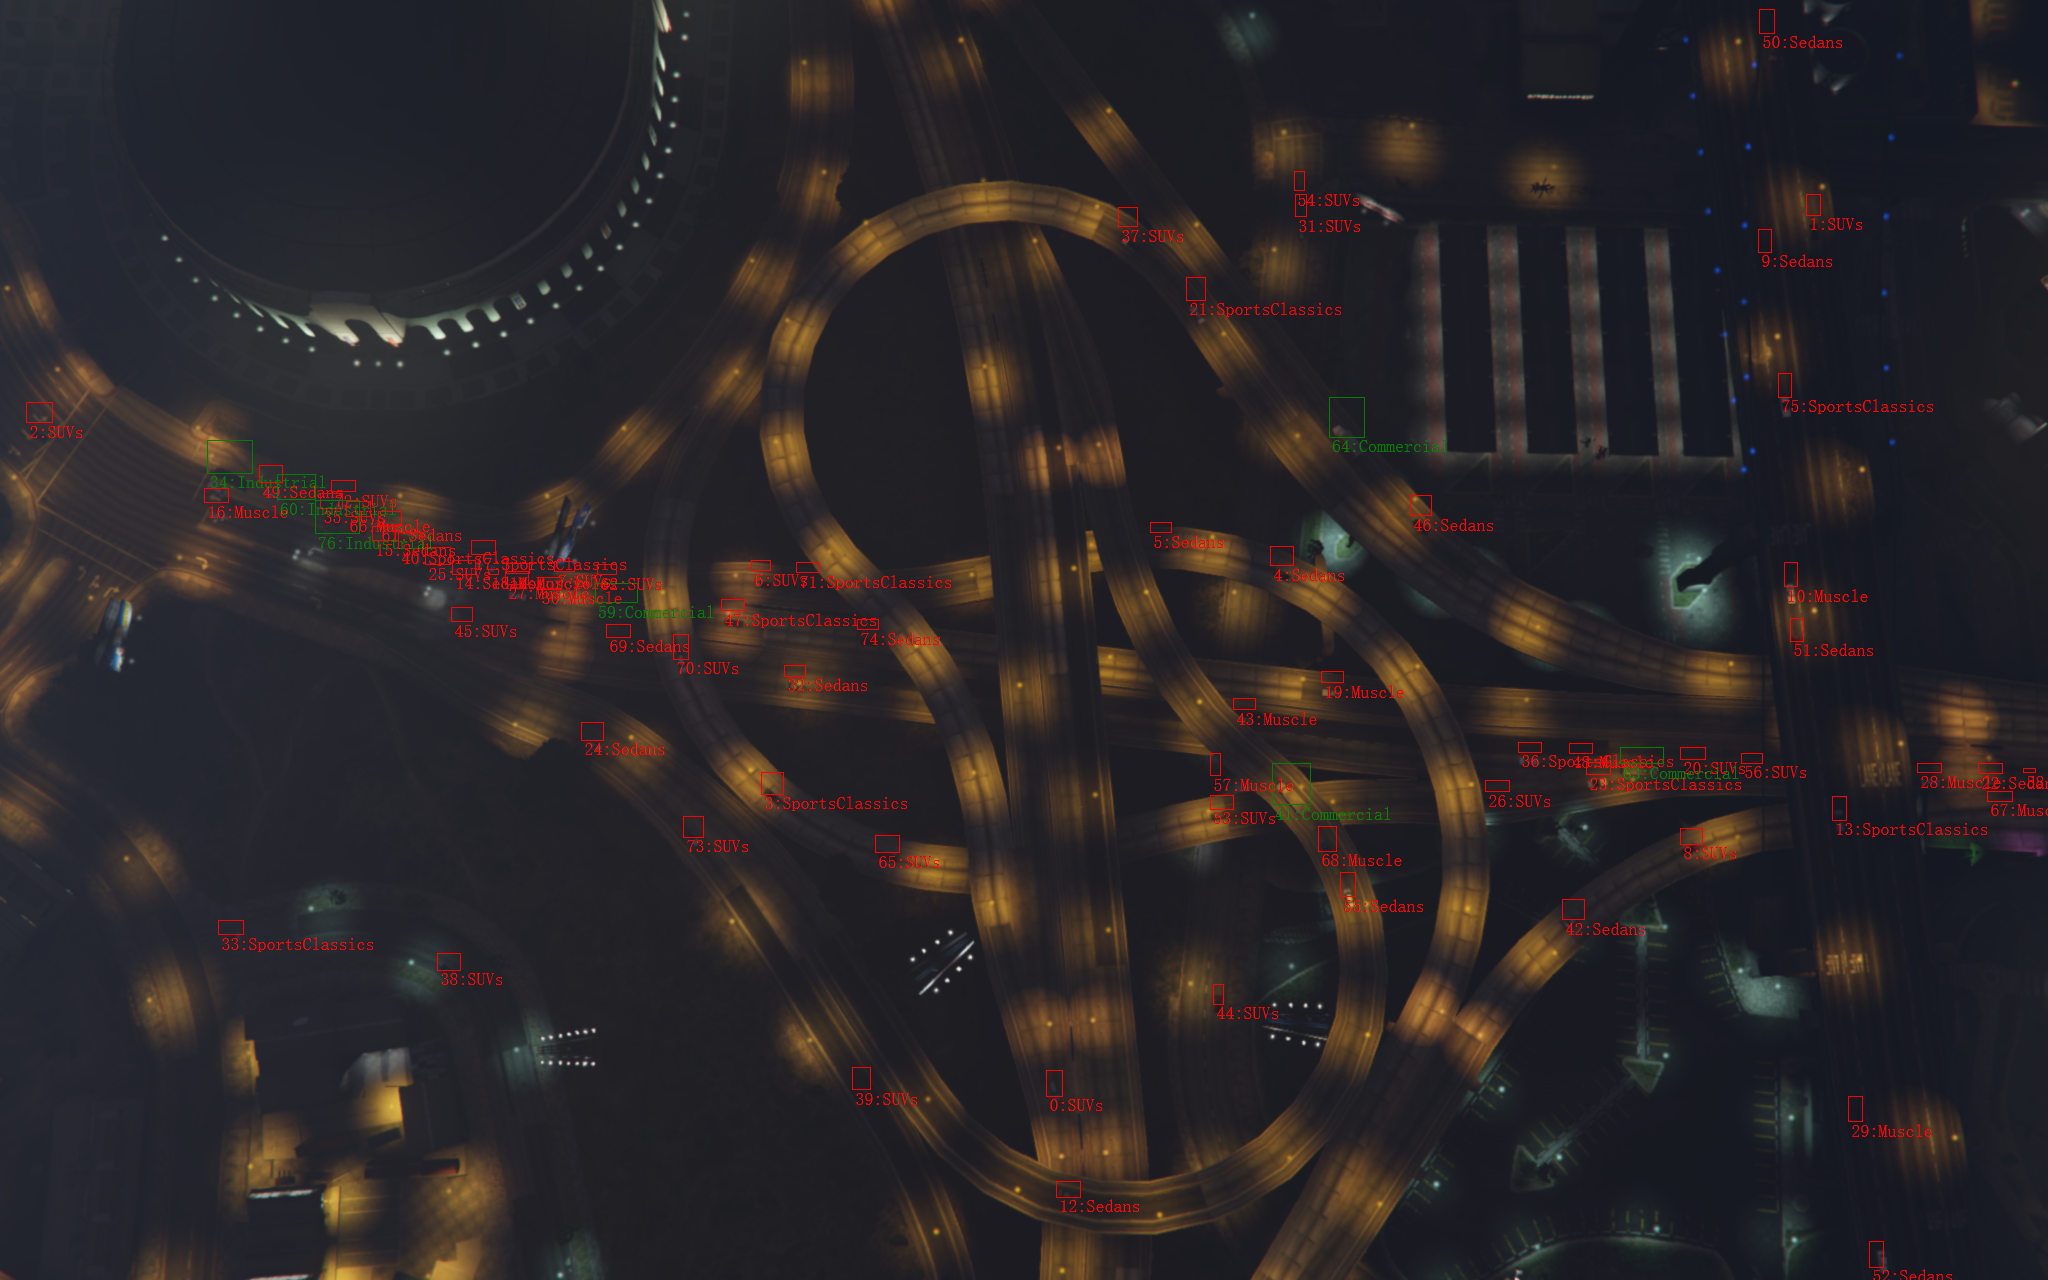 50:Sedans
54:SUVs
31:SUVs
1:SUVs
37:SUVs
9:Sedans
21:SportsClassics
75:SportsClassics
2:SUVs
64:Commercial
34:Industrial
49:Sedans
16:Muscle
60:Industrial
76:Industrial
46:Sedans
5:Sedans
4:Sedans
6:SUVs
71:SportsClassics
10:Muscle
59:Commercial
47:SportsClassics
45:SUVs
69:Sedans
74:Sedans
51:Sedans
70:SUVs
32:Sedans
19:Muscle
43:Muscle
24:Sedans
20:SUVs
56:SUVs
23:SportsClassics
28:Muscle
57:Muscle
26:SUVs
3:SportsClassics
53:SUVs
41:Commercial
13:SportsClassics
73:SUVs
65:SUVs
68:Muscle
8:SUVs
42:Sedans
33:SportsClassics
38:SUVs
44:SUVs
39:SUVs
0:SUVs
29:Muscle
12:Sedans
52:Sedans